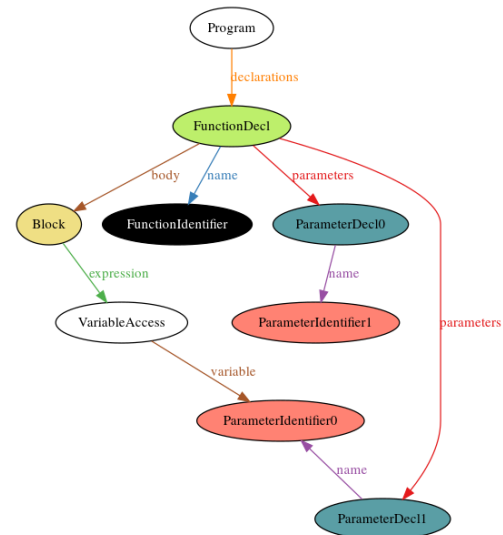 Program
declarations
FunctionDecl
body
name
parameters
Block
FunctionIdentifier
ParameterDecl0
expression
name
VariableAccess
ParameterIdentifier1
parameters
variable
ParameterIdentifier0
name
ParameterDecl1